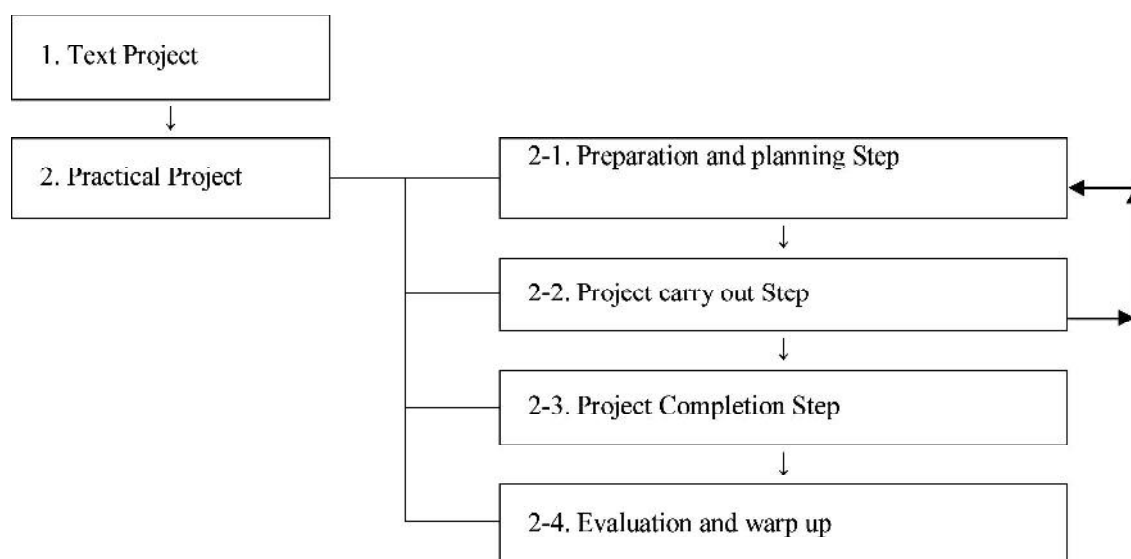 1. Text Project
2. Practical Project
2-1. Preparation and planning Step
2-2. Project carry out Step
2-3. Project Completion Step
2-4. Evaluation and warp up